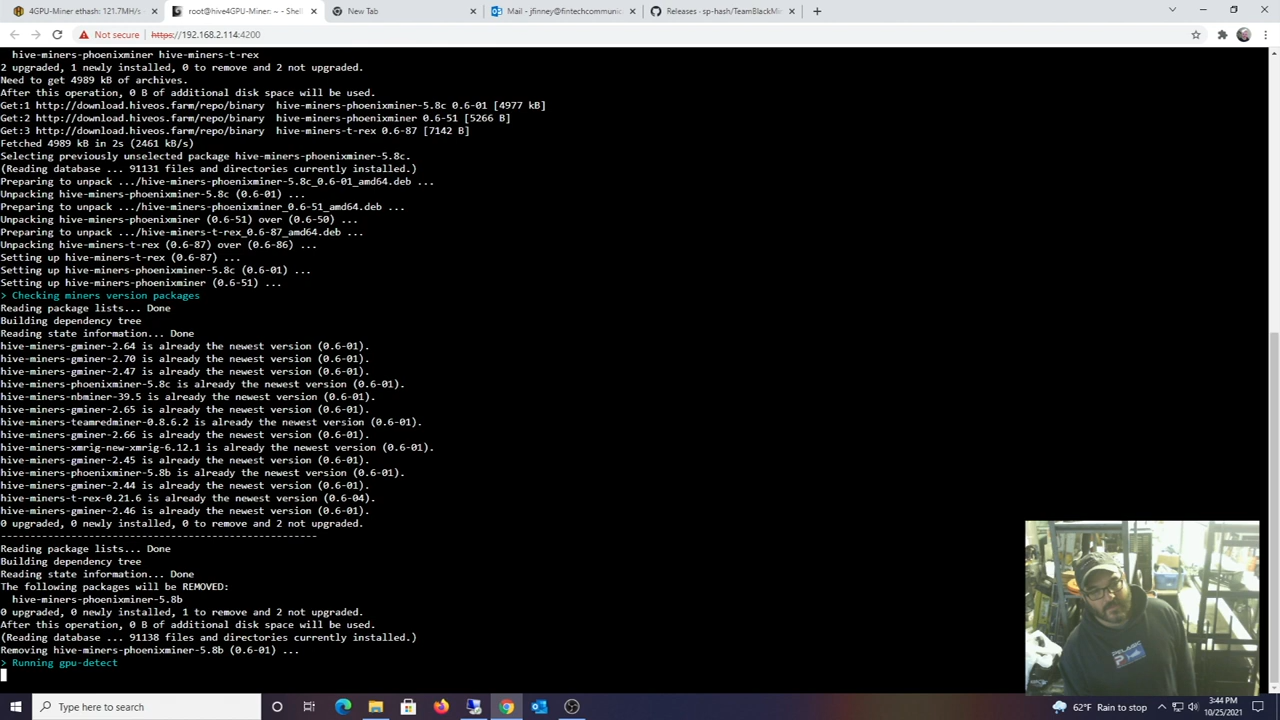 4GPU-Miner ethash: 121.7MH/s
root@hive4GPU-Miner: ~ - Shell
New Tab
Mail - jfinney@fintechcommunic
Releases · sp-hash/TeamBlackMin
Not secure
https://192.168.2.114:4200
hive-miners-phoenixminer hive-miners-t-rex
2 upgraded, 1 newly installed, 0 to remove and 2 not upgraded.
Need to get 4989 kB of archives.
After this operation, 0 B of additional disk space will be used.
Get:1 http://download.hiveos.farm/repo/binary  hive-miners-phoenixminer-5.8c 0.6-01 [4977 kB]
Get:2 http://download.hiveos.farm/repo/binary  hive-miners-phoenixminer 0.6-51 [5266 B]
Get:3 http://download.hiveos.farm/repo/binary  hive-miners-t-rex 0.6-87 [7142 B]
Fetched 4989 kB in 2s (2461 kB/s)
Selecting previously unselected package hive-miners-phoenixminer-5.8c.
(Reading database ... 91131 files and directories currently installed.)
Preparing to unpack .../hive-miners-phoenixminer-5.8c_0.6-01_amd64.deb ...
Unpacking hive-miners-phoenixminer-5.8c (0.6-01) ...
Preparing to unpack .../hive-miners-phoenixminer_0.6-51_amd64.deb ...
Unpacking hive-miners-phoenixminer (0.6-51) over (0.6-50) ...
Preparing to unpack .../hive-miners-t-rex_0.6-87_amd64.deb ...
Unpacking hive-miners-t-rex (0.6-87) over (0.6-86) ...
Setting up hive-miners-t-rex (0.6-87) ...
Setting up hive-miners-phoenixminer-5.8c (0.6-01) ...
Setting up hive-miners-phoenixminer (0.6-51) ...
> Checking miners version packages
Reading package lists... Done
Building dependency tree
Reading state information... Done
hive-miners-gminer-2.64 is already the newest version (0.6-01).
hive-miners-gminer-2.70 is already the newest version (0.6-01).
hive-miners-gminer-2.47 is already the newest version (0.6-01).
hive-miners-phoenixminer-5.8c is already the newest version (0.6-01).
hive-miners-nbminer-39.5 is already the newest version (0.6-01).
hive-miners-gminer-2.65 is already the newest version (0.6-01).
hive-miners-teamredminer-0.8.6.2 is already the newest version (0.6-01).
hive-miners-gminer-2.66 is already the newest version (0.6-01).
hive-miners-xmrig-new-xmrig-6.12.1 is already the newest version (0.6-01).
hive-miners-gminer-2.45 is already the newest version (0.6-01).
hive-miners-phoenixminer-5.8b is already the newest version (0.6-01).
hive-miners-gminer-2.44 is already the newest version (0.6-01).
hive-miners-t-rex-0.21.6 is already the newest version (0.6-04).
hive-miners-gminer-2.46 is already the newest version (0.6-01).
0 upgraded, 0 newly installed, 0 to remove and 2 not upgraded.
------------------------------------------------------
Reading package lists... Done
Building dependency tree
Reading state information... Done
The following packages will be REMOVED:
hive-miners-phoenixminer-5.8b
0 upgraded, 0 newly installed, 1 to remove and 2 not upgraded.
After this operation, 0 B of additional disk space will be used.
(Reading database ... 91138 files and directories currently installed.)
Removing hive-miners-phoenixminer-5.8b (0.6-01) ...
> Running gpu-detect
PELAGIC
Type here to search
62°F Rain to stop
3:44 PM
10/25/2021